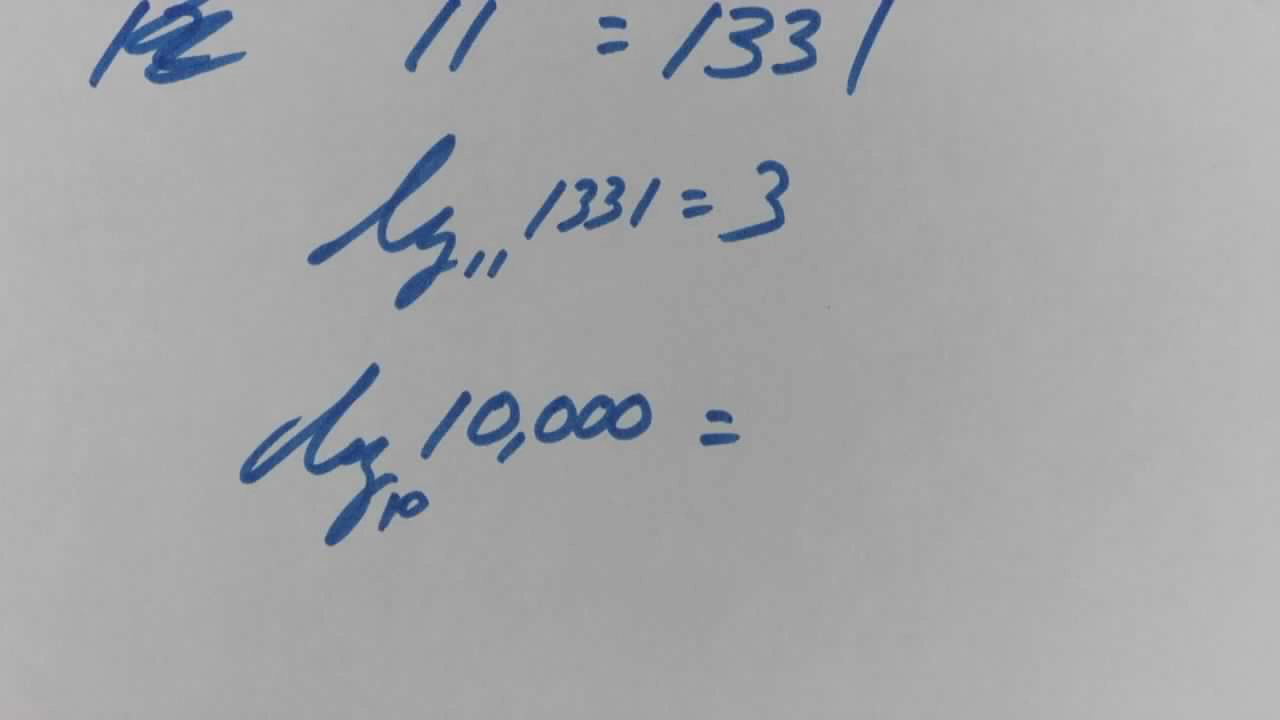 11 = 1331
log₁₁ 1331 = 3
log₁₀ 10,000 =